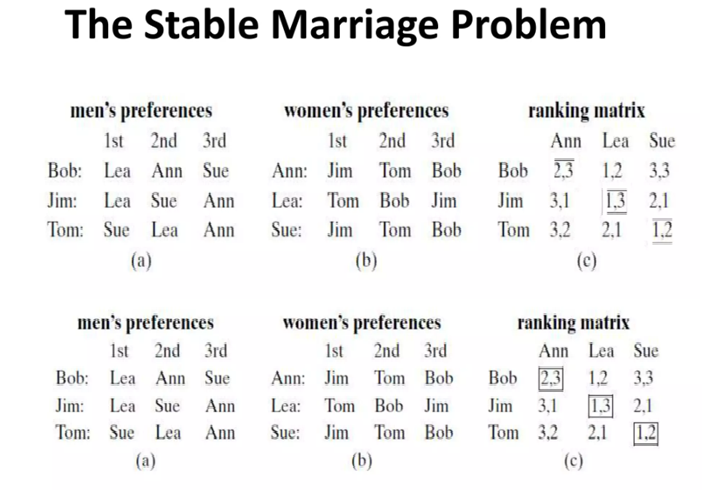 The Stable Marriage Problem
men's preferences women's preferences ranking matrix
1st 2nd 3rd 1st 2nd 3rd Ann Lea Sue
Bob: Lea Ann Sue Ann: Jim Tom Bob Bob 2,3 1,2 3,3
Jim: Lea Sue Ann Lea: Tom Bob Jim Jim 3,1 1,3 2,1
Tom: Sue Lea Ann Sue: Jim Tom Bob Tom 3,2 2,1 1,2
(a) (b) (c)
men's preferences women's preferences ranking matrix
1st 2nd 3rd 1st 2nd 3rd Ann Lea Sue
Bob: Lea Ann Sue Ann: Jim Tom Bob Bob 2,3 1,2 3,3
Jim: Lea Sue Ann Lea: Tom Bob Jim Jim 3,1 1,3 2,1
Tom: Sue Lea Ann Sue: Jim Tom Bob Tom 3,2 2,1 1,2
(a) (b) (c)